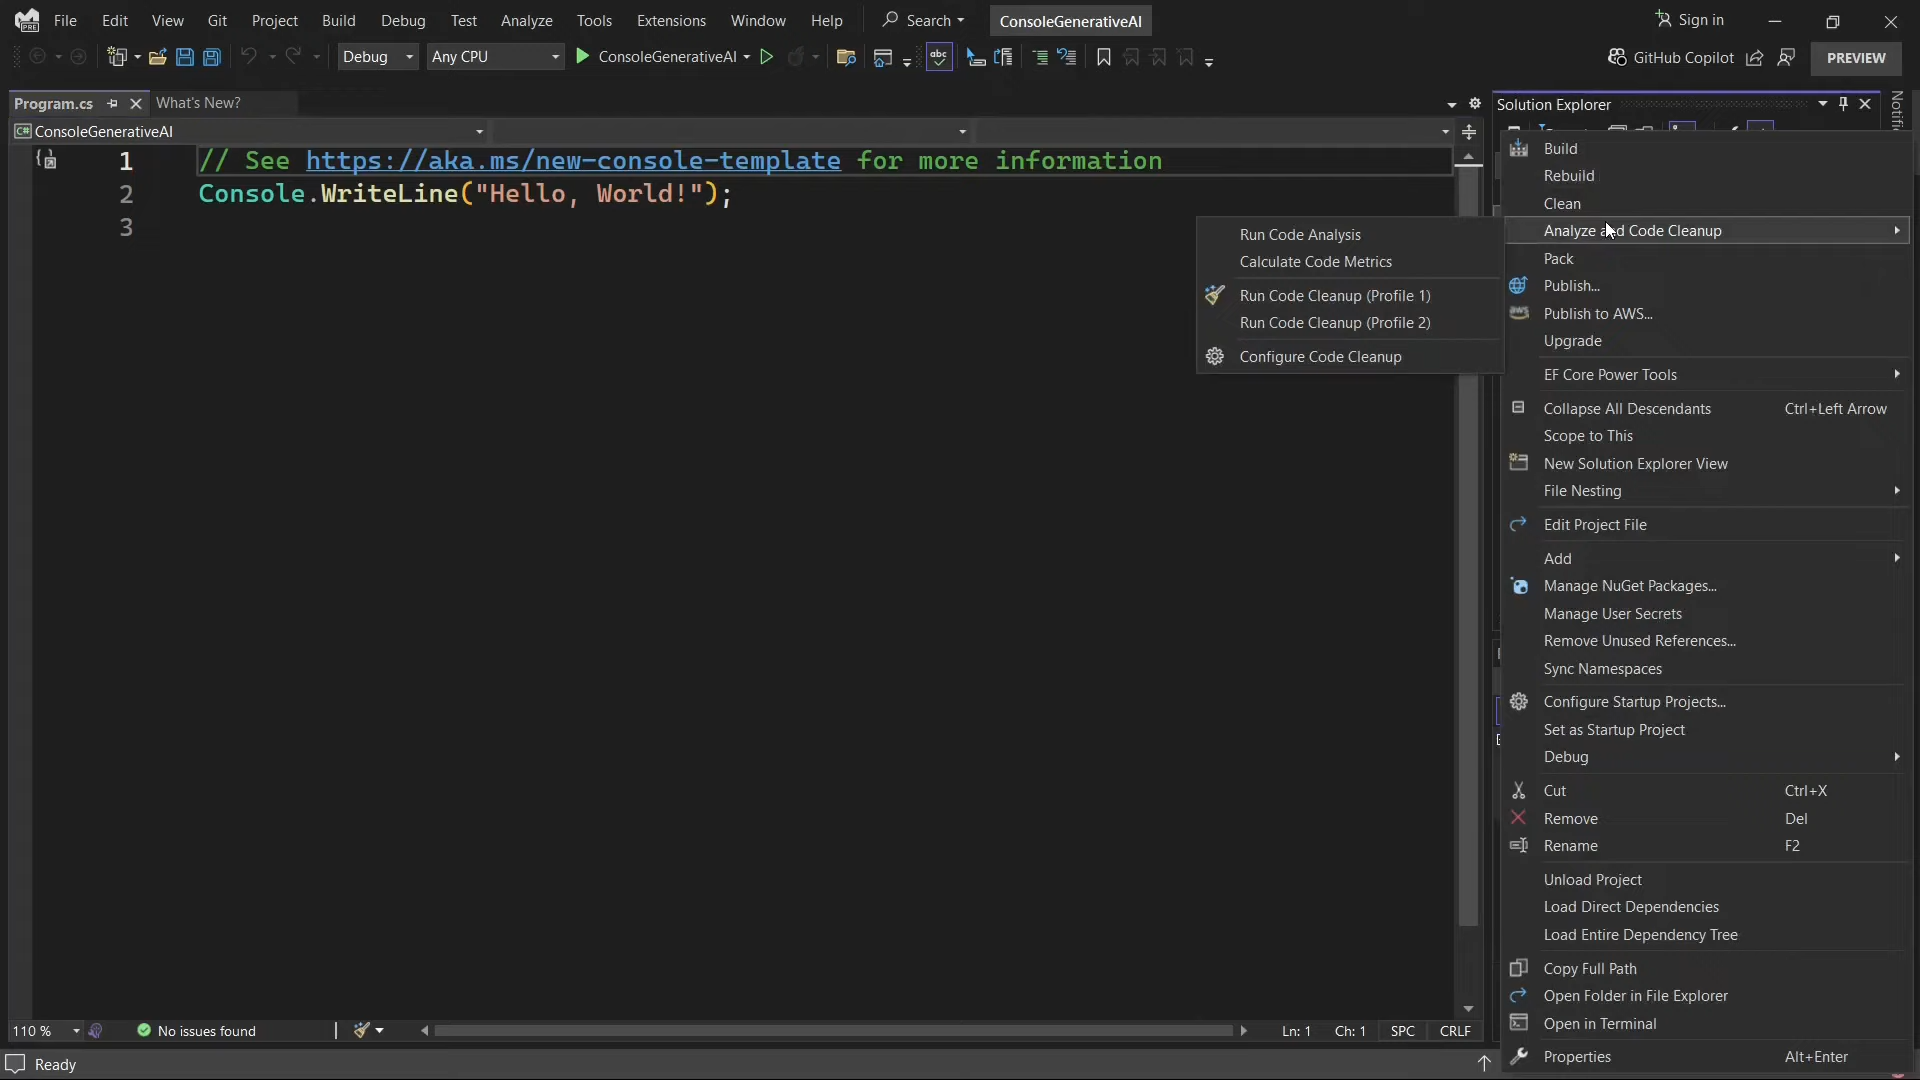 File Edit View Git Project Build Debug Test Analyze Tools Extensions Window Help Search ConsoleGenerativeAI Sign in
Debug Any CPU ConsoleGenerativeAI abc GitHub Copilot PREVIEW
Program.cs What's New?
Solution Explorer
C# ConsoleGenerativeAI
1 // See https://aka.ms/new-console-template for more information
2 Console.WriteLine("Hello, World!");
3
Run Code Analysis
Calculate Code Metrics
Run Code Cleanup (Profile 1)
Run Code Cleanup (Profile 2)
Configure Code Cleanup
Build
Rebuild
Clean
Analyze and Code Cleanup
Pack
Publish...
aws Publish to AWS...
Upgrade
EF Core Power Tools
Collapse All Descendants Ctrl+Left Arrow
Scope to This
New Solution Explorer View
File Nesting
Edit Project File
Add
Manage NuGet Packages...
Manage User Secrets
Remove Unused References...
Sync Namespaces
Configure Startup Projects...
Set as Startup Project
Debug
Cut Ctrl+X
Remove Del
Rename F2
Unload Project
Load Direct Dependencies
Load Entire Dependency Tree
Copy Full Path
Open Folder in File Explorer
Open in Terminal
Properties Alt+Enter
110 % No issues found Ln: 1 Ch: 1 SPC CRLF
Ready